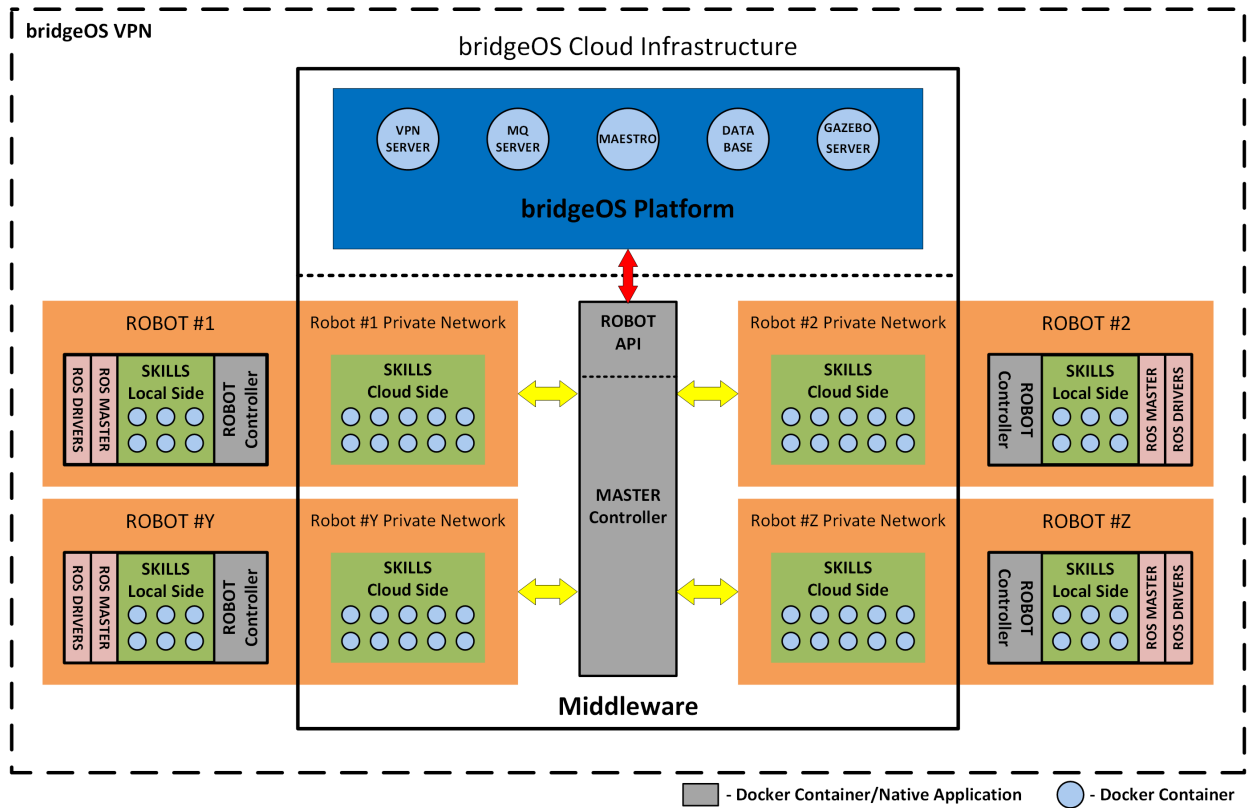 bridgeOS VPN
bridgeOS Cloud Infrastructure
VPN
SERVER
MQ
SERVER
MAESTRO
DATA
BASE
GAZEBO
SERVER
bridgeOS Platform
ROBOT #1
Robot #1 Private Network
ROS DRIVERS
ROS MASTER
SKILLS
Local Side
ROBOT
Controller
SKILLS
Cloud Side
ROBOT
API
MASTER
Controller
Robot #2 Private Network
ROBOT #2
SKILLS
Cloud Side
ROBOT
Controller
SKILLS
Local Side
ROS MASTER
ROS DRIVERS
ROBOT #Y
Robot #Y Private Network
ROS DRIVERS
ROS MASTER
SKILLS
Local Side
ROBOT
Controller
SKILLS
Cloud Side
Robot #Z Private Network
ROBOT #Z
SKILLS
Cloud Side
ROBOT
Controller
SKILLS
Local Side
ROS MASTER
ROS DRIVERS
Middleware
- Docker Container/Native Application
- Docker Container